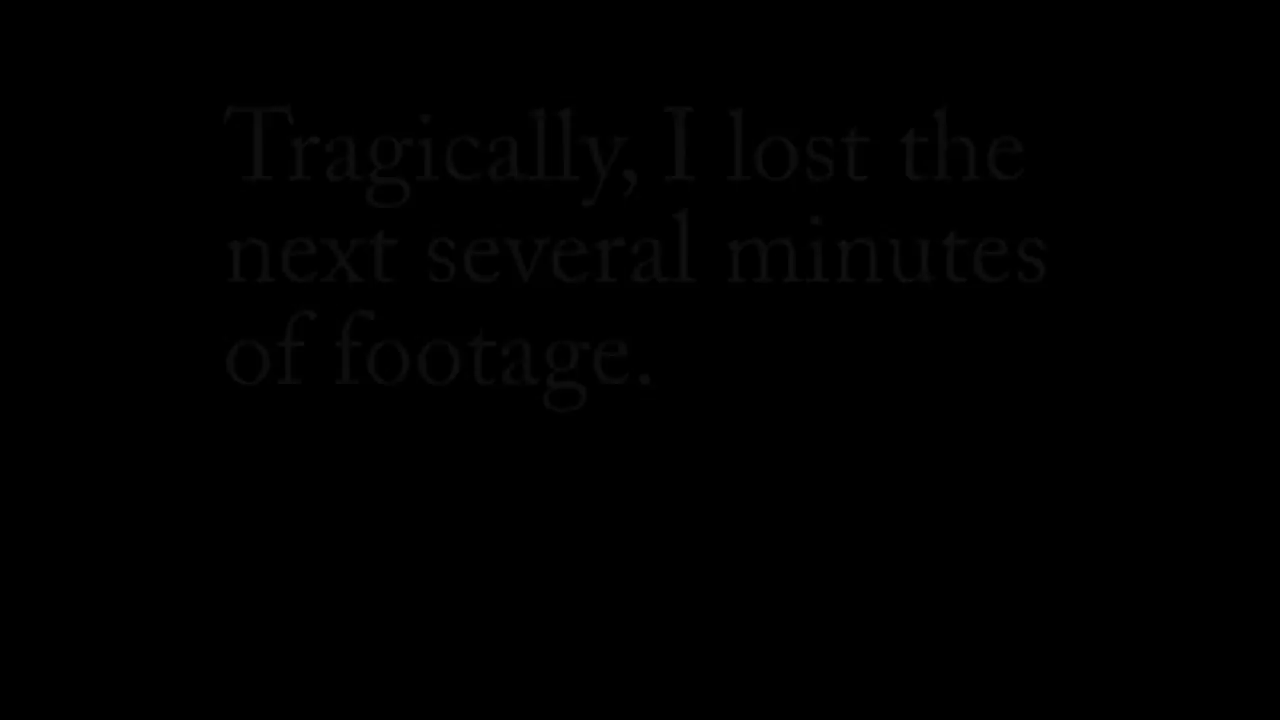 Tragically, I lost the
next several minutes
of footage.